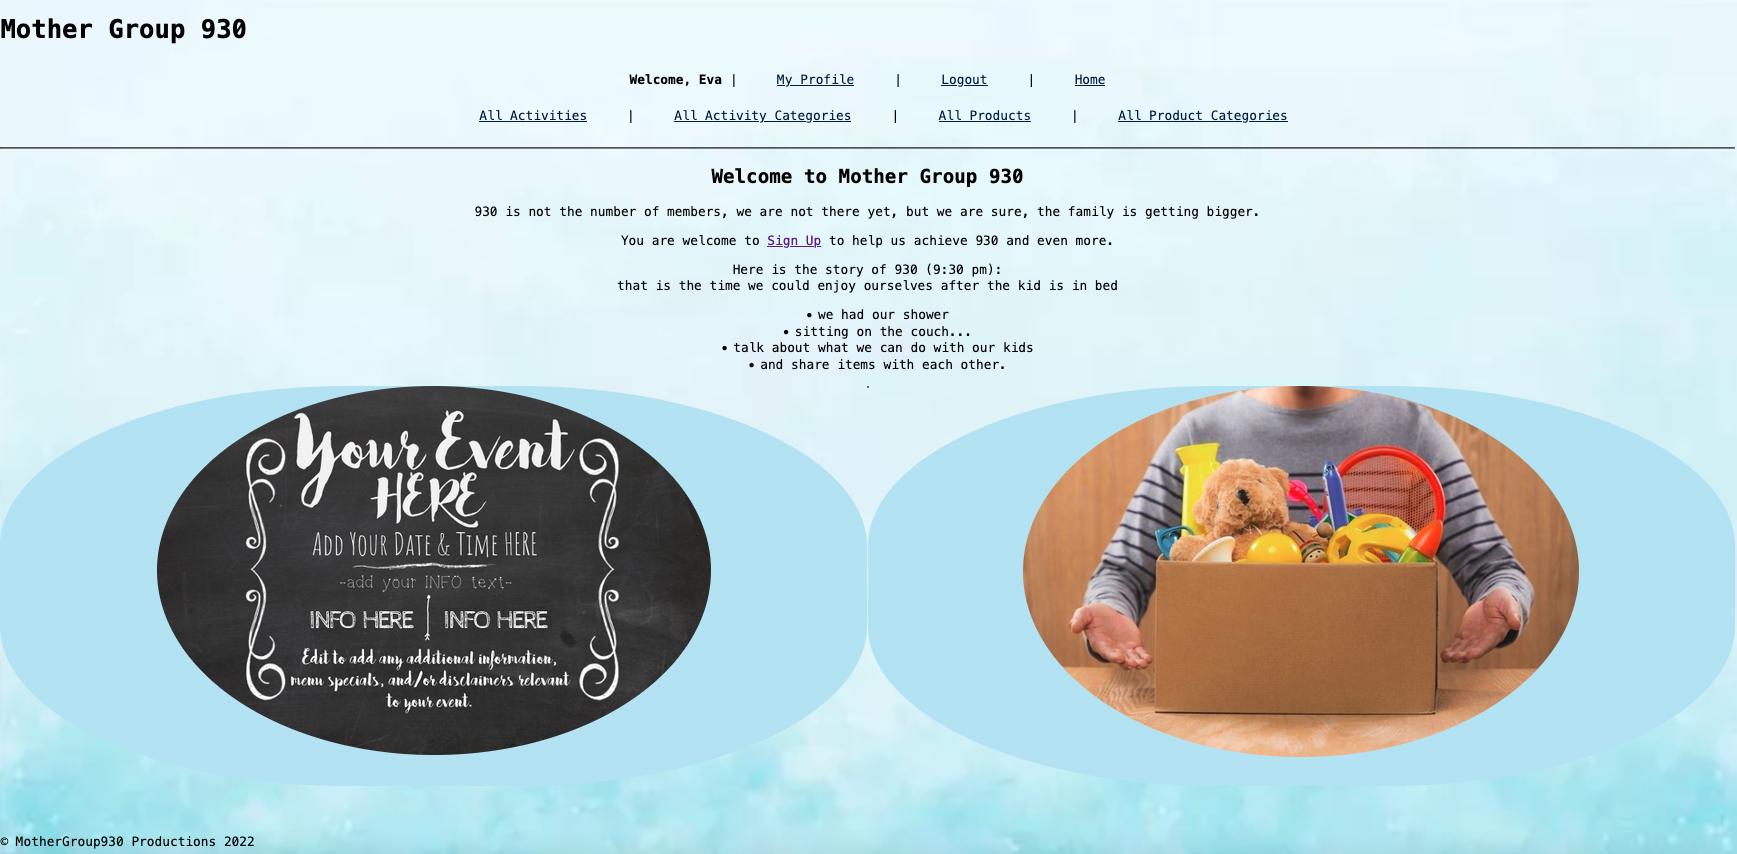 Mother Group 930
Welcome, Eva | My Profile | Logout | Home
All Activities | All Activity Categories | All Products | All Product Categories
Welcome to Mother Group 930
930 is not the number of members, we are not there yet, but we are sure, the family is getting bigger.
You are welcome to Sign Up to help us achieve 930 and even more.
Here is the story of 930 (9:30 pm):
that is the time we could enjoy ourselves after the kid is in bed
• we had our shower
• sitting on the couch...
• talk about what we can do with our kids
• and share items with each other.
.
Your Event
HERE
ADD YOUR DATE & TIME HERE
-add your INFO text-
INFO HERE | INFO HERE
Edit to add any additional information,
menu specials, and/or disclaimers relevant
to your event.
© MotherGroup930 Productions 2022